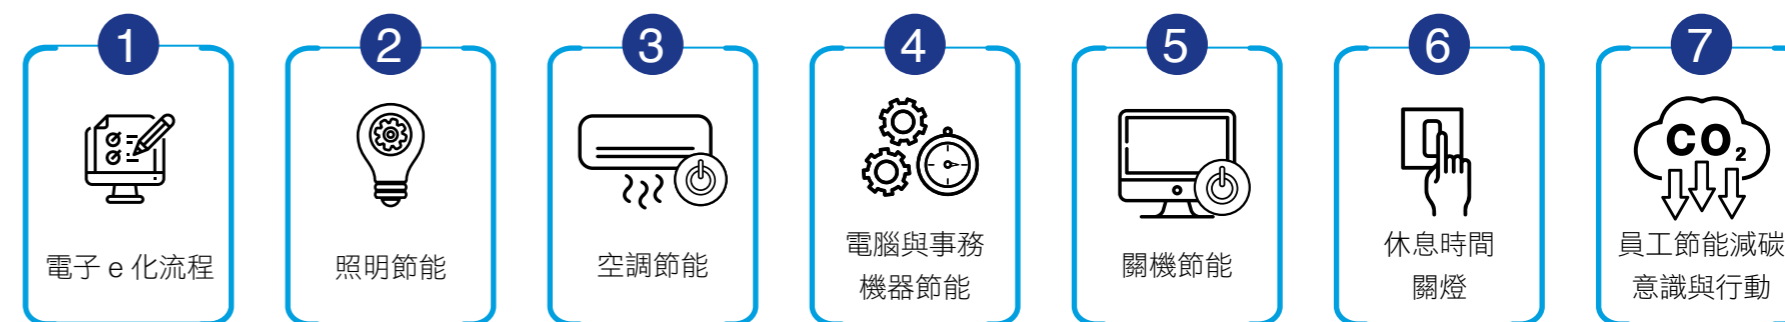 1
電子 e 化流程
2
照明節能
3
空調節能
4
電腦與事務
機器節能
5
關機節能
6
休息時間
關燈
7
CO₂
員工節能減碳
意識與行動